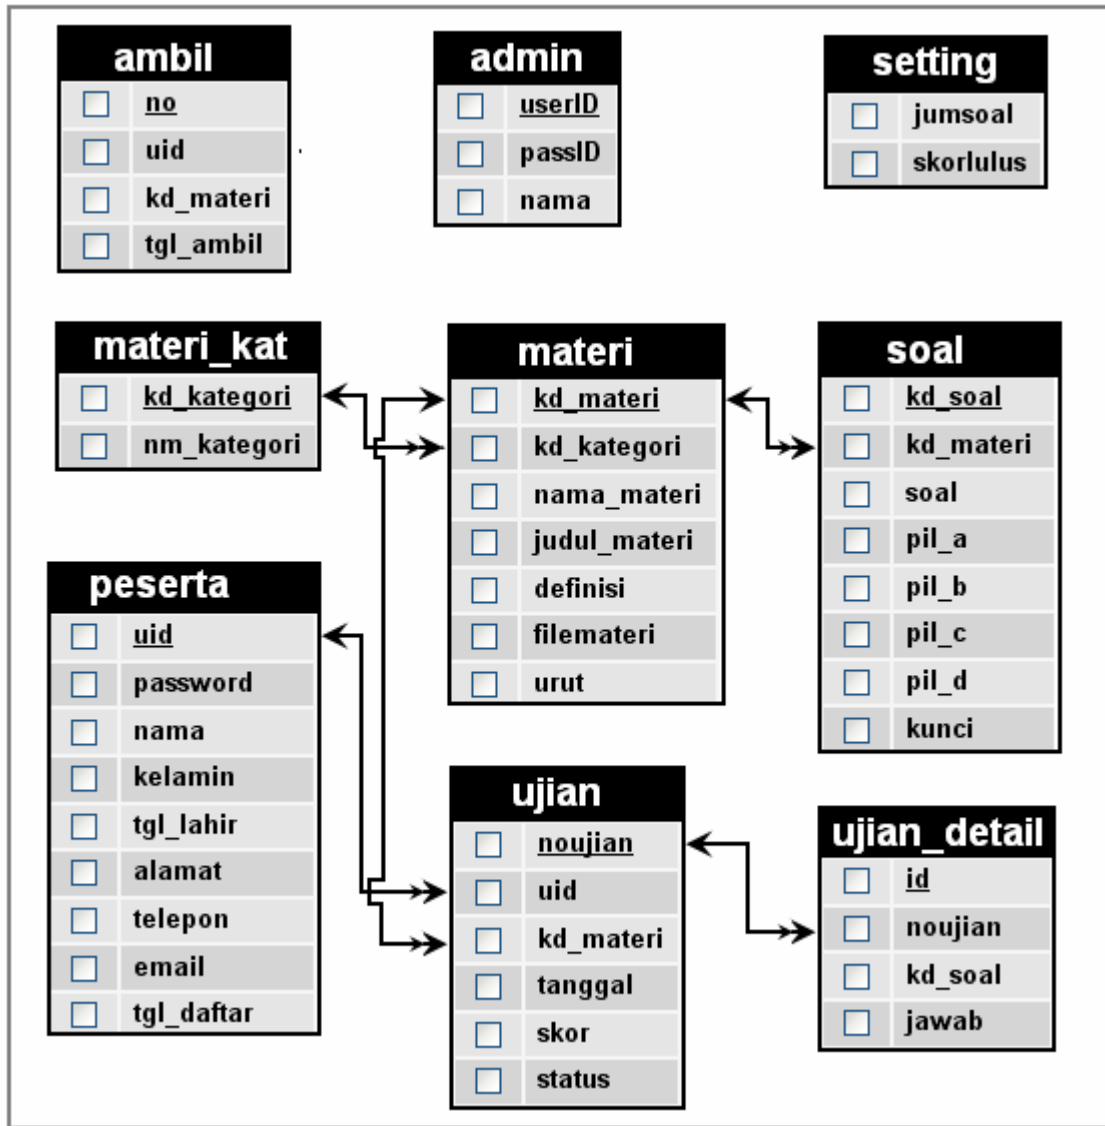 ambil
no
uid
kd_materi
tgl_ambil
admin
userID
passID
nama
setting
jumsoal
skorlulus
materi_kat
kd_kategori
nm_kategori
materi
kd_materi
kd_kategori
nama_materi
judul_materi
definisi
filemateri
urut
soal
kd_soal
kd_materi
soal
pil_a
pil_b
pil_c
pil_d
kunci
peserta
uid
password
nama
kelamin
tgl_lahir
alamat
telepon
email
tgl_daftar
ujian
noujian
uid
kd_materi
tanggal
skor
status
ujian_detail
id
noujian
kd_soal
jawab